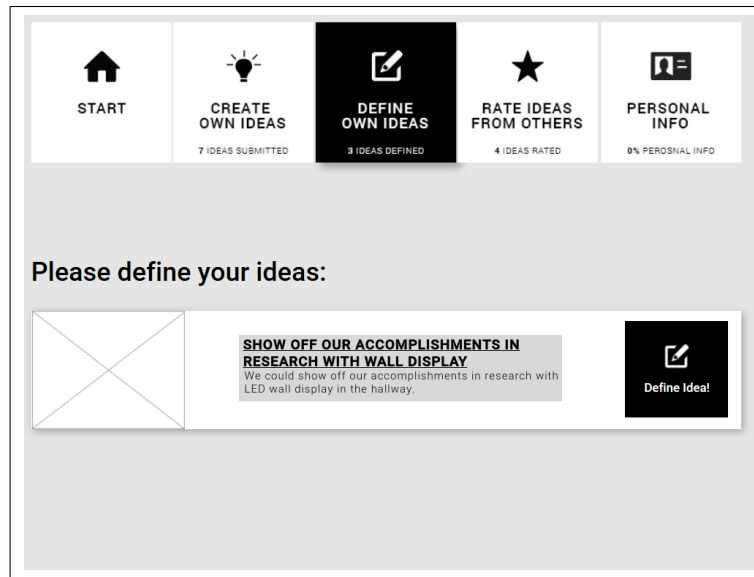 START
CREATE
OWN IDEAS
7 IDEAS SUBMITTED
DEFINE
OWN IDEAS
3 IDEAS DEFINED
RATE IDEAS
FROM OTHERS
4 IDEAS RATED
PERSONAL
INFO
0% PEROSNAL INFO
Please define your ideas:
SHOW OFF OUR ACCOMPLISHMENTS IN
RESEARCH WITH WALL DISPLAY
We could show off our accomplishments in research with
LED wall display in the hallway.
Define Idea!